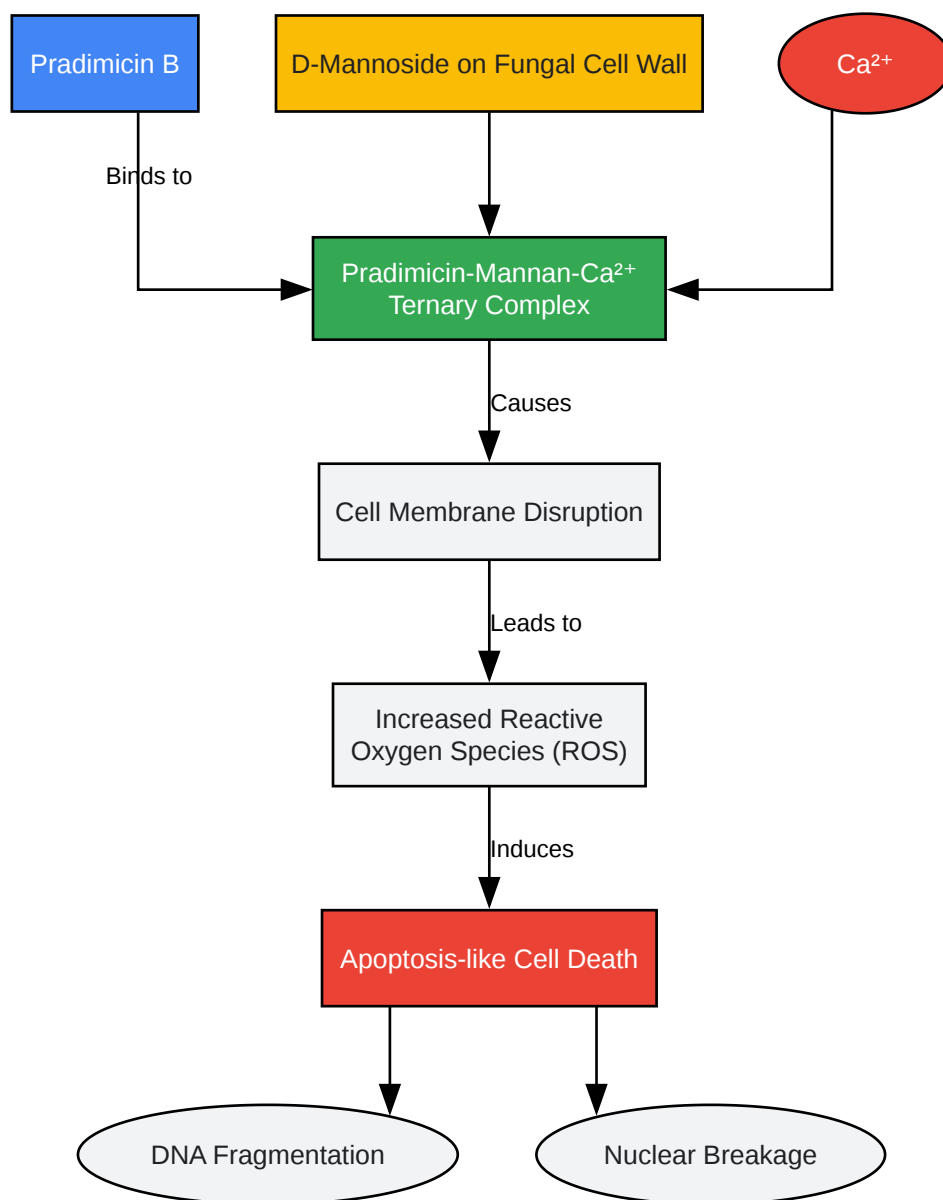 Pradimicin B
D-Mannoside on Fungal Cell Wall
Ca²⁺
Binds to
Pradimicin-Mannan-Ca²⁺
Ternary Complex
Causes
Cell Membrane Disruption
Leads to
Increased Reactive
Oxygen Species (ROS)
Induces
Apoptosis-like Cell Death
DNA Fragmentation
Nuclear Breakage